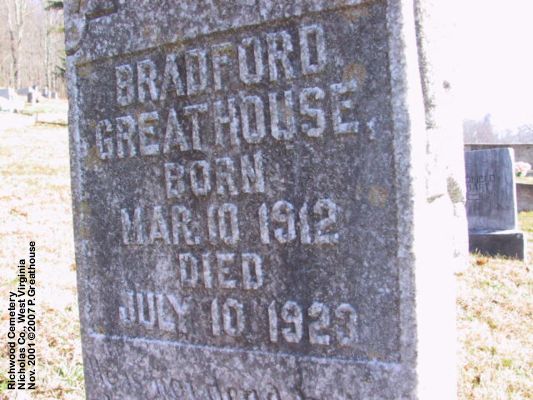 BRADFORD
GREATHOUSE,
BORN
MAR. 10 1912
DIED
JULY 10 1923
Richwood Cemetery
Nicholas Co., West Virginia
Nov. 2001 ©2007 P.Greathouse